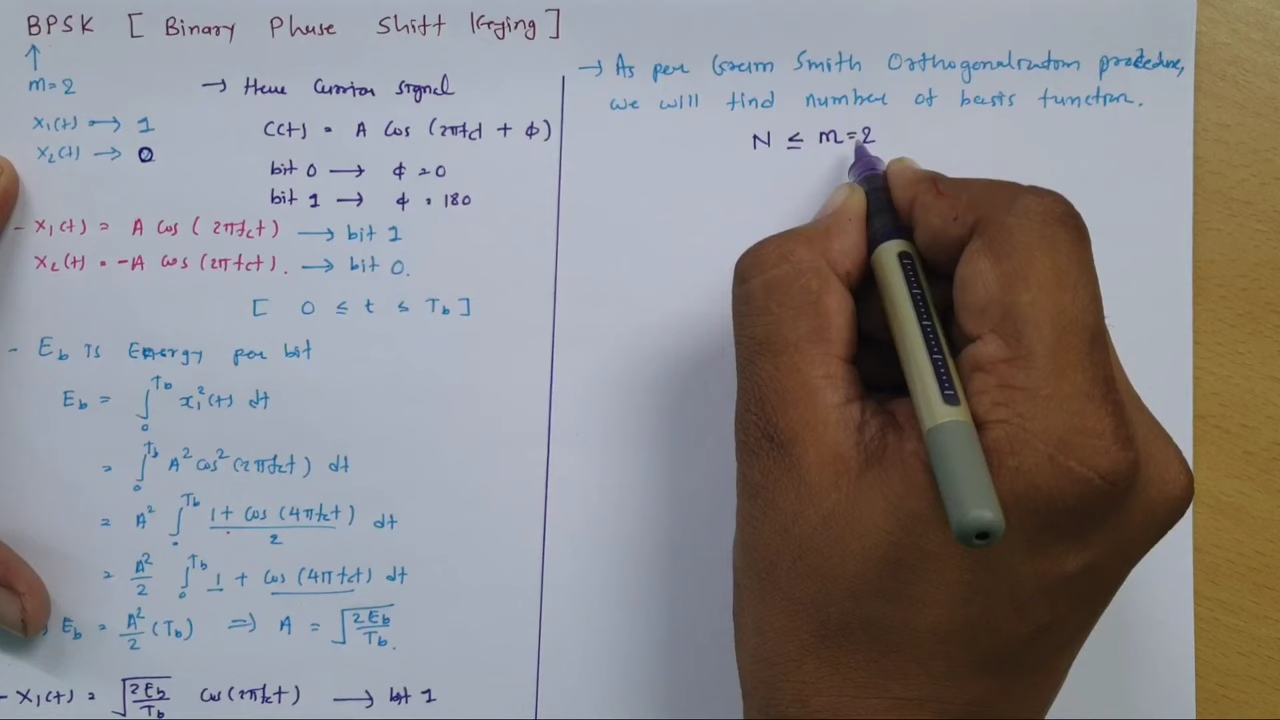 BPSK [ Binary Phase Shift Keying ]
↑
m=2
x₁(t) → 1
x₂(t) → 0
→ Here Carrier signal
C(t) = A Cos (2πfct + φ)
bit 0 → φ = 0
bit 1 → φ = 180
- x₁(t) = A Cos (2πfct) → bit 1
x₂(t) = -A Cos (2πfct). → bit 0.
[ 0 ≤ t ≤ Tb ]
- Eb is Energy per bit
Eb = ∫₀^Tb x₁²(t) dt
= ∫₀^Tb A² Cos² (2πfct) dt
= A² ∫₀^Tb (1 + Cos (4πfct))/2 dt
= A²/2 ∫₀^Tb 1 + Cos (4πfct) dt
Eb = A²/2 (Tb) ⇒ A = √(2Eb/Tb).
- x₁(t) = √(2Eb/Tb) Cos(2πfct) → bit 1
→ As per Gram Smith Orthogonalization procedure,
we will find number of basis function.
N ≤ m=2